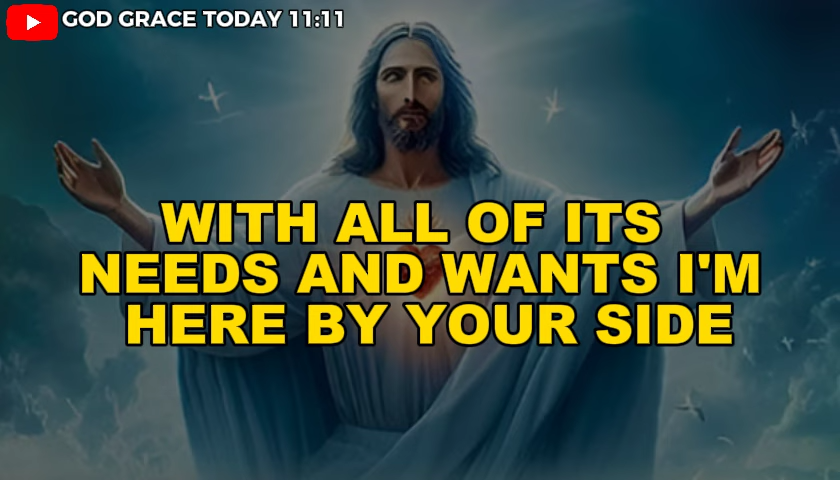 GOD GRACE TODAY 11:11
WITH ALL OF ITS
NEEDS AND WANTS I'M
HERE BY YOUR SIDE